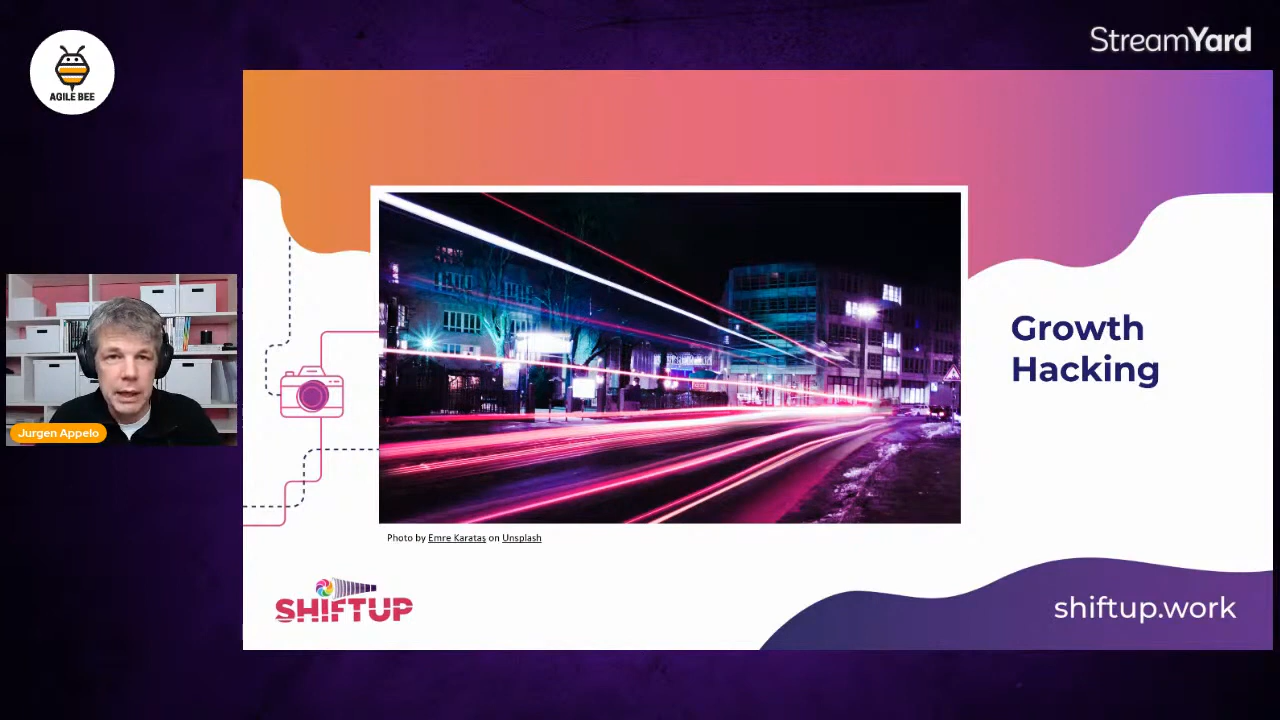 AGILE BEE
StreamYard
Growth
Hacking
Jurgen Appelo
Photo by Emre Karatas on Unsplash
SHIFTUP
shiftup.work